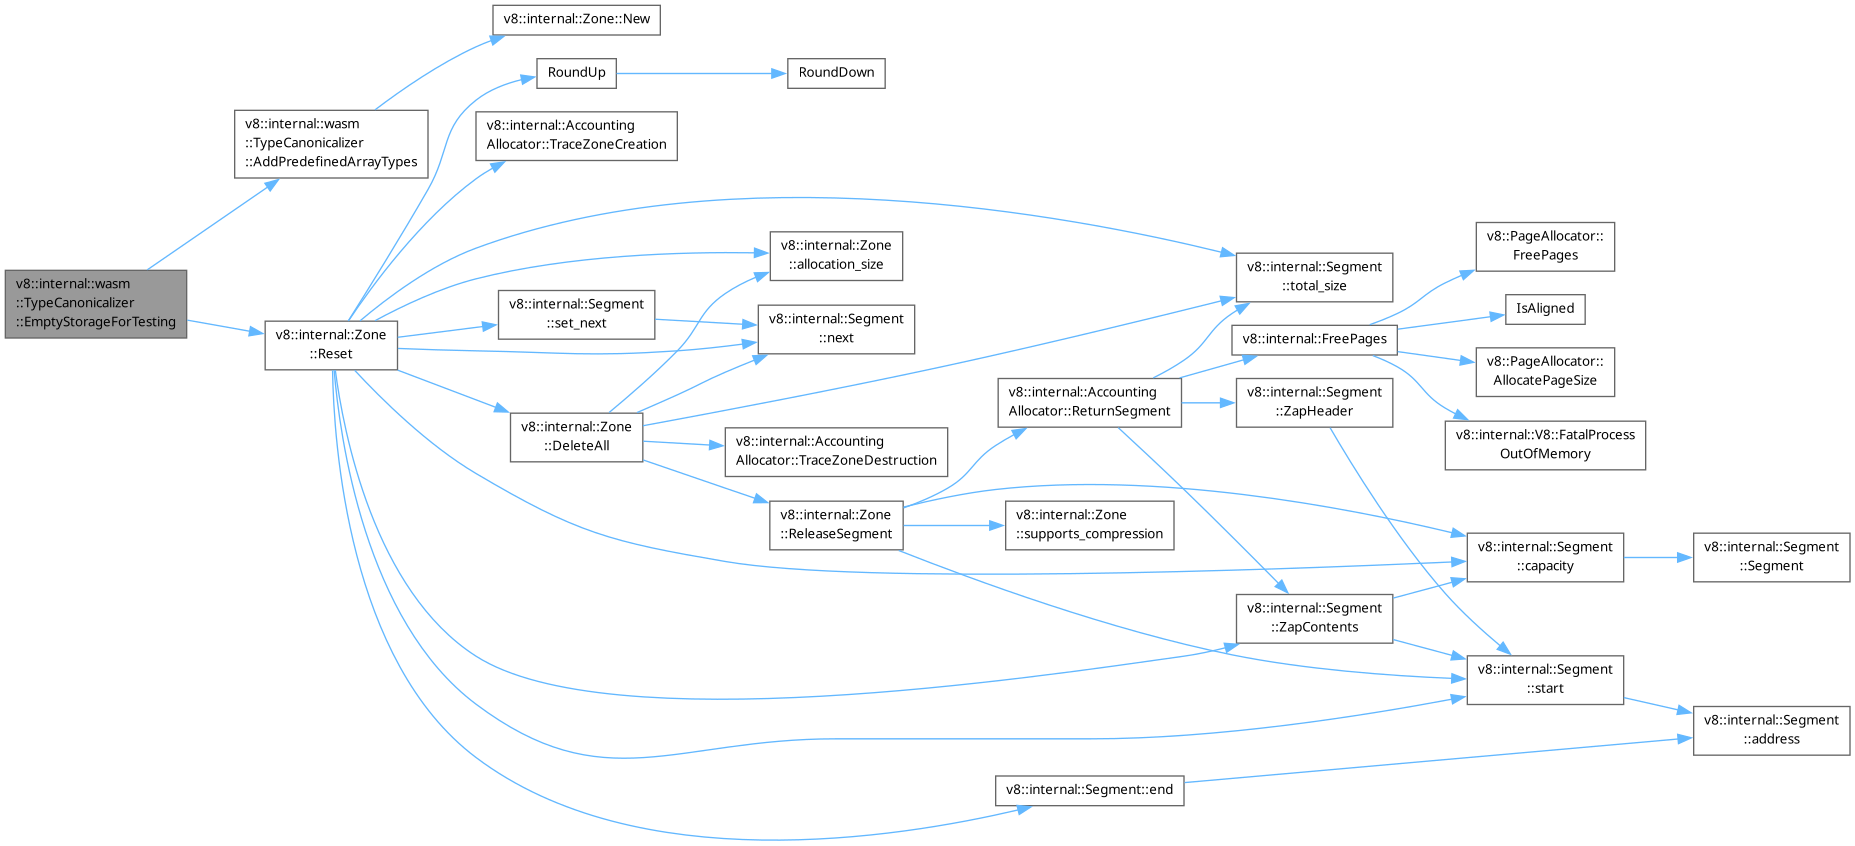 v8::internal::Zone::New
RoundUp
RoundDown
v8::internal::wasm
::TypeCanonicalizer
::AddPredefinedArrayTypes
v8::internal::Accounting
Allocator::TraceZoneCreation
v8::internal::wasm
::TypeCanonicalizer
::EmptyStorageForTesting
v8::internal::Zone
::Reset
v8::internal::Zone
::allocation_size
v8::internal::Segment
::set_next
v8::internal::Segment
::next
v8::internal::Segment
::total_size
v8::PageAllocator::
FreePages
IsAligned
v8::internal::FreePages
v8::PageAllocator::
AllocatePageSize
v8::internal::V8::FatalProcess
OutOfMemory
v8::internal::Accounting
Allocator::ReturnSegment
v8::internal::Segment
::ZapHeader
v8::internal::Zone
::DeleteAll
v8::internal::Accounting
Allocator::TraceZoneDestruction
v8::internal::Zone
::ReleaseSegment
v8::internal::Zone
::supports_compression
v8::internal::Segment
::capacity
v8::internal::Segment
::Segment
v8::internal::Segment
::ZapContents
v8::internal::Segment
::start
v8::internal::Segment
::address
v8::internal::Segment::end